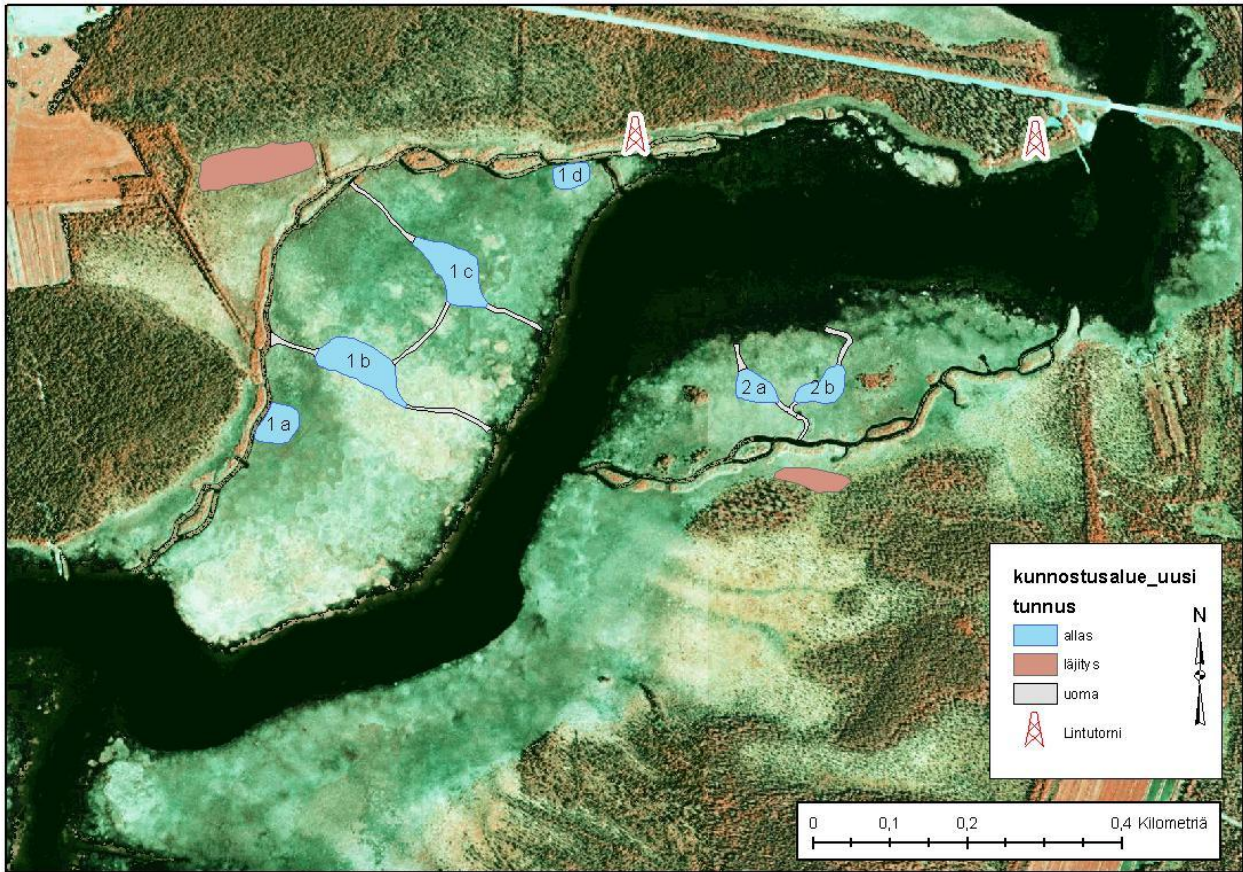 1 d
1 c
1 b
2 a
2 b
1 a
kunnostusalue_uusi
tunnus
allas
läjitys
uoma
Lintutorni
N
0
0,1
0,2
0,4 Kilometriä